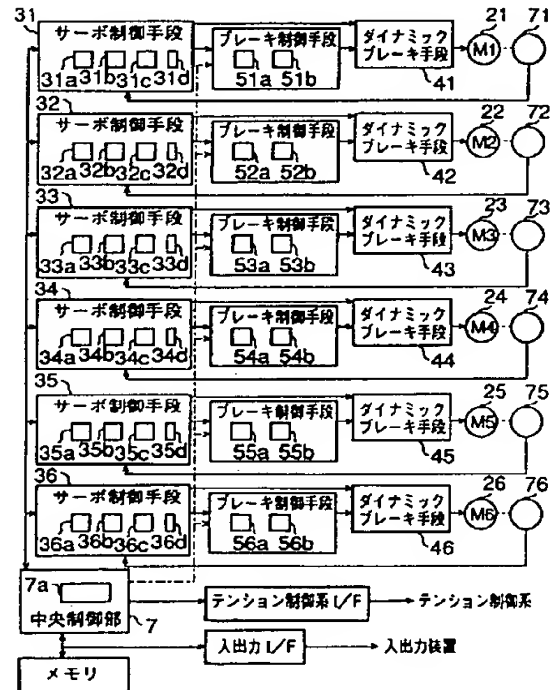 31 サーボ制御手段 ブレーキ制御手段 ダイナミック 21 71
ブレーキ手段 M1
31a 31b 31c 31d 51a 51b 41
32 サーボ制御手段 ブレーキ制御手段 ダイナミック 22 72
ブレーキ手段 M2
32a 32b 32c 32d 52a 52b 42
33 サーボ制御手段 ブレーキ制御手段 ダイナミック 23 73
ブレーキ手段 M3
33a 33b 33c 33d 53a 53b 43
34 サーボ制御手段 ブレーキ制御手段 ダイナミック 24 74
ブレーキ手段 M4
34a 34b 34c 34d 54a 54b 44
35 サーボ制御手段 ブレーキ制御手段 ダイナミック 25 75
ブレーキ手段 M5
35a 35b 35c 35d 55a 55b 45
36 サーボ制御手段 ブレーキ制御手段 ダイナミック 26 76
ブレーキ手段 M6
36a 36b 36c 36d 56a 56b 46
7a
中央制御部 7 テンション制御系 I/F テンション制御系
入出力 I/F 入出力装置
メモリ